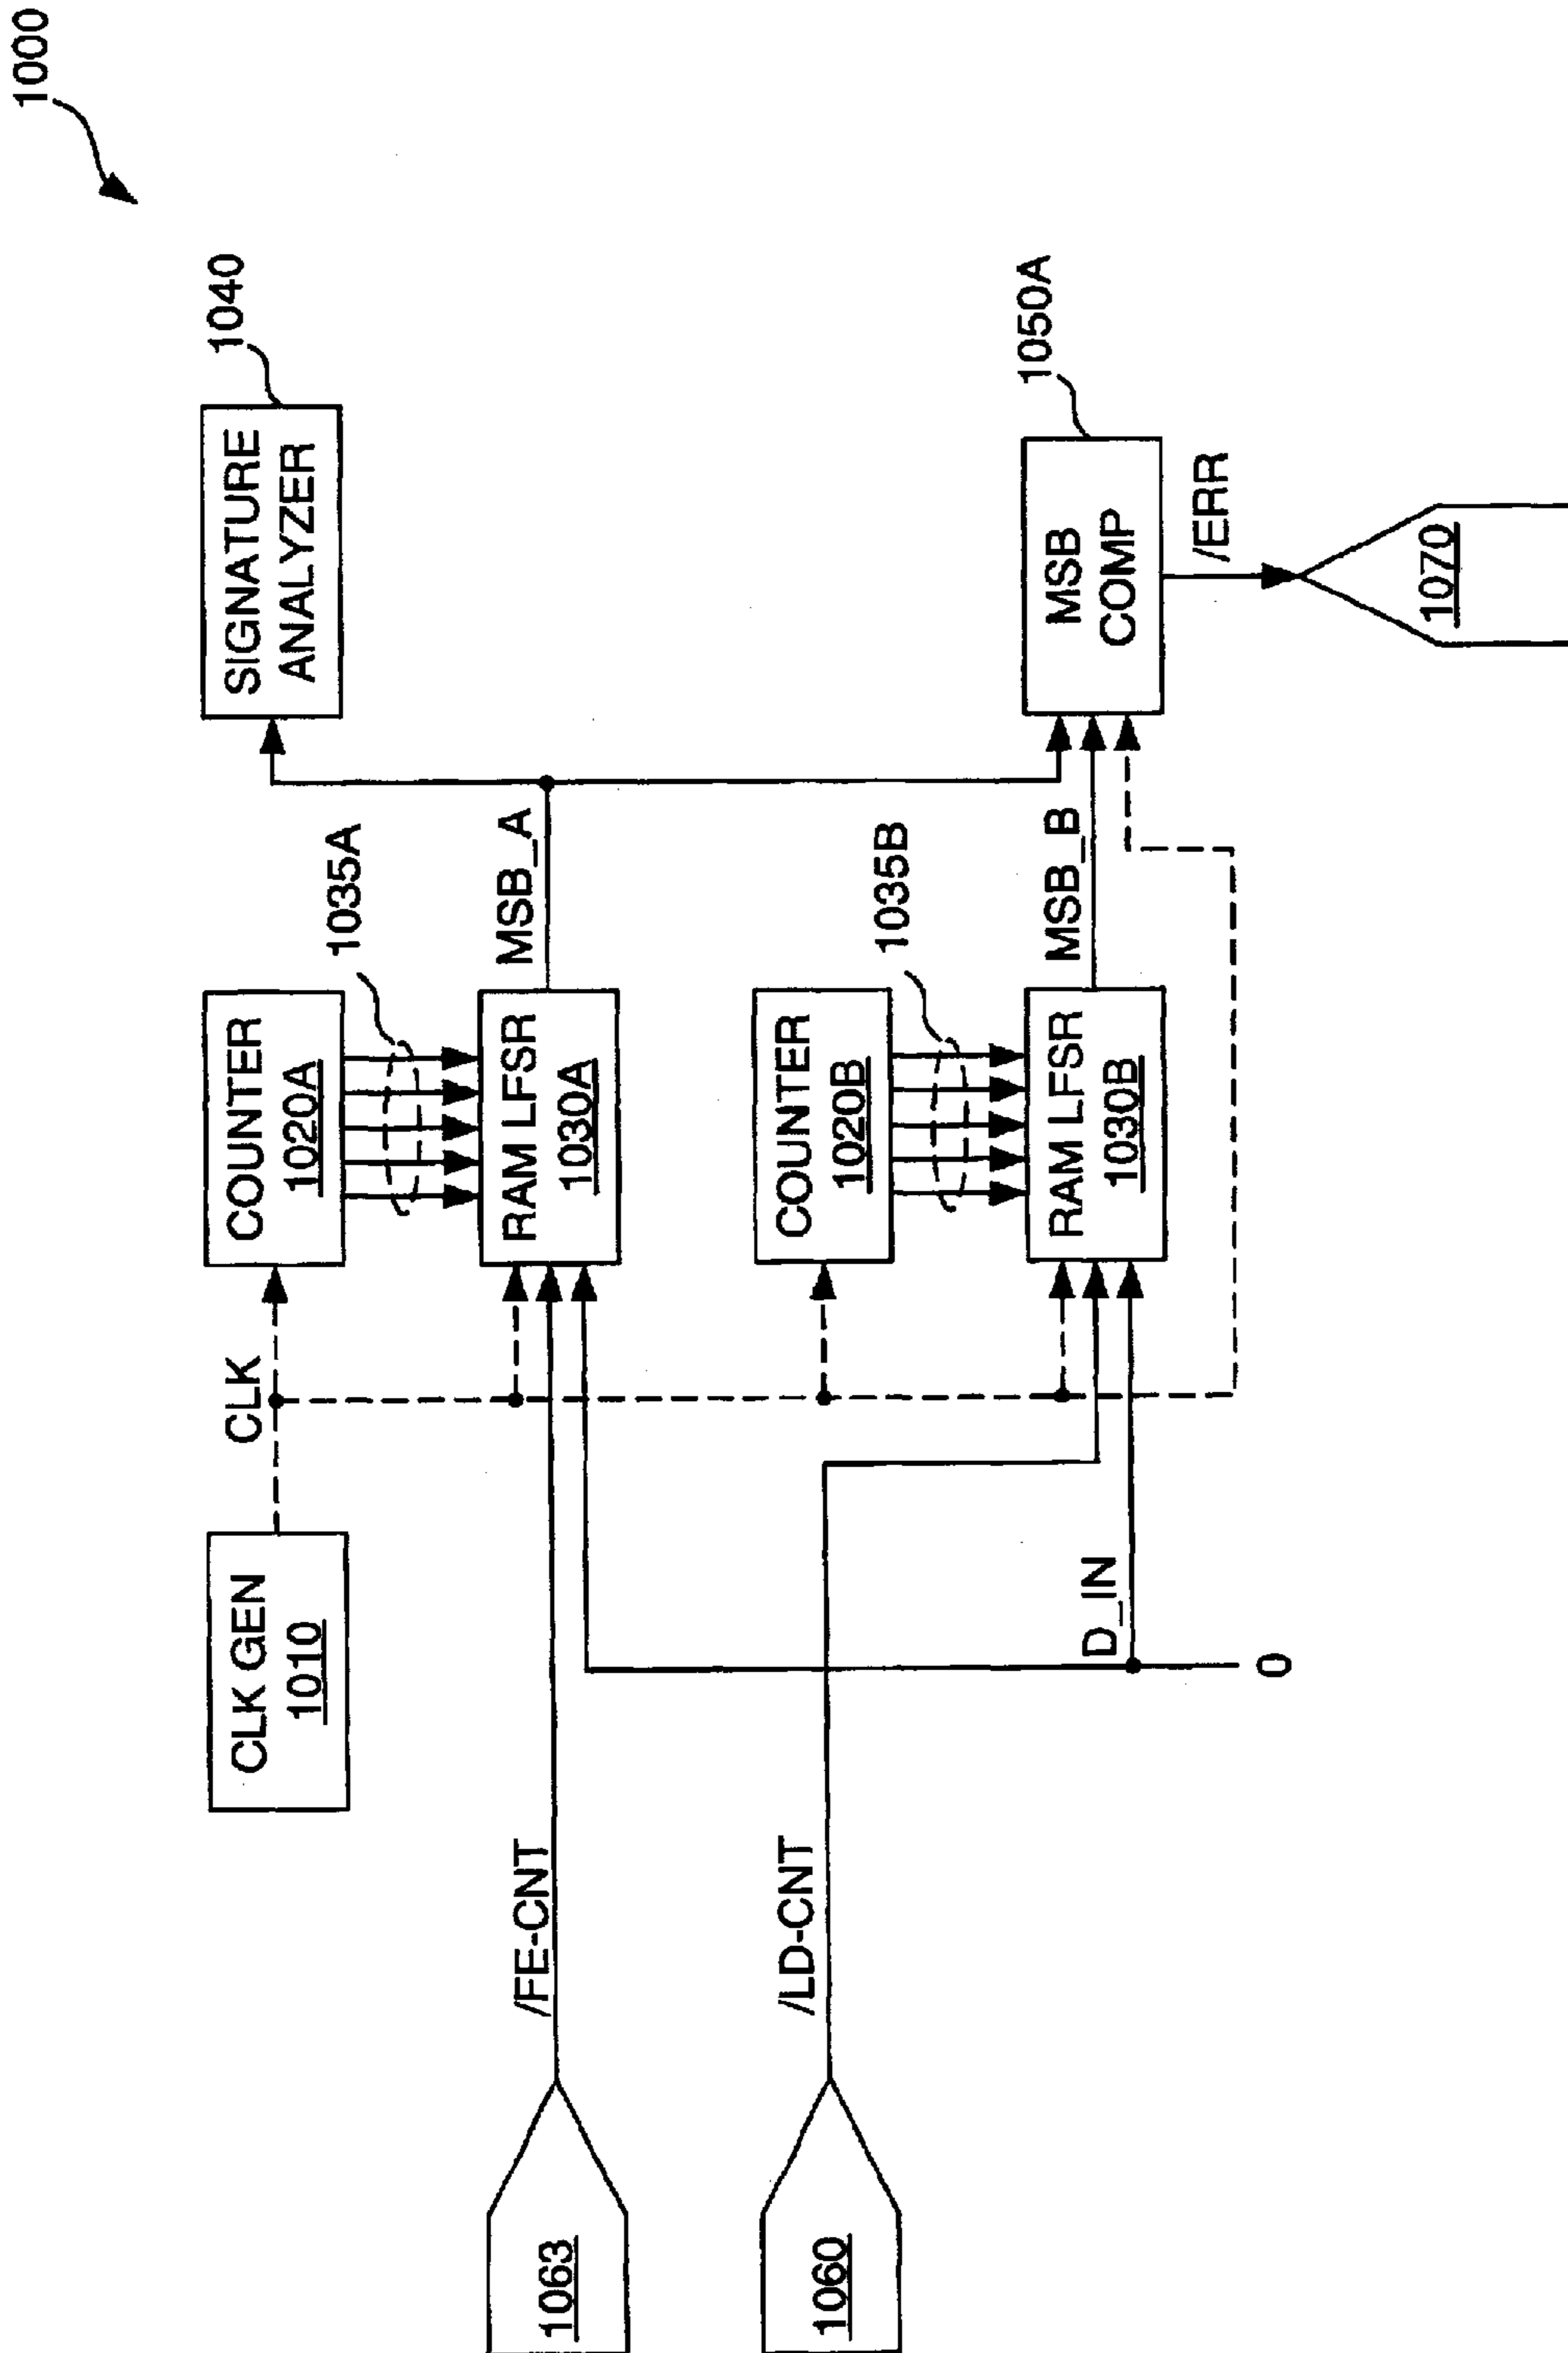 1000
CLK GEN
1010
CLK
COUNTER
1020A
1035A
SIGNATURE
ANALYZER
1040
1063
/FE-CNT
RAM LFSR
1030A
MSB_A
1060
/LD-CNT
COUNTER
1020B
1035B
D_IN
0
RAM LFSR
1030B
MSB_B
MSB
COMP
1050A
/ERR
1070